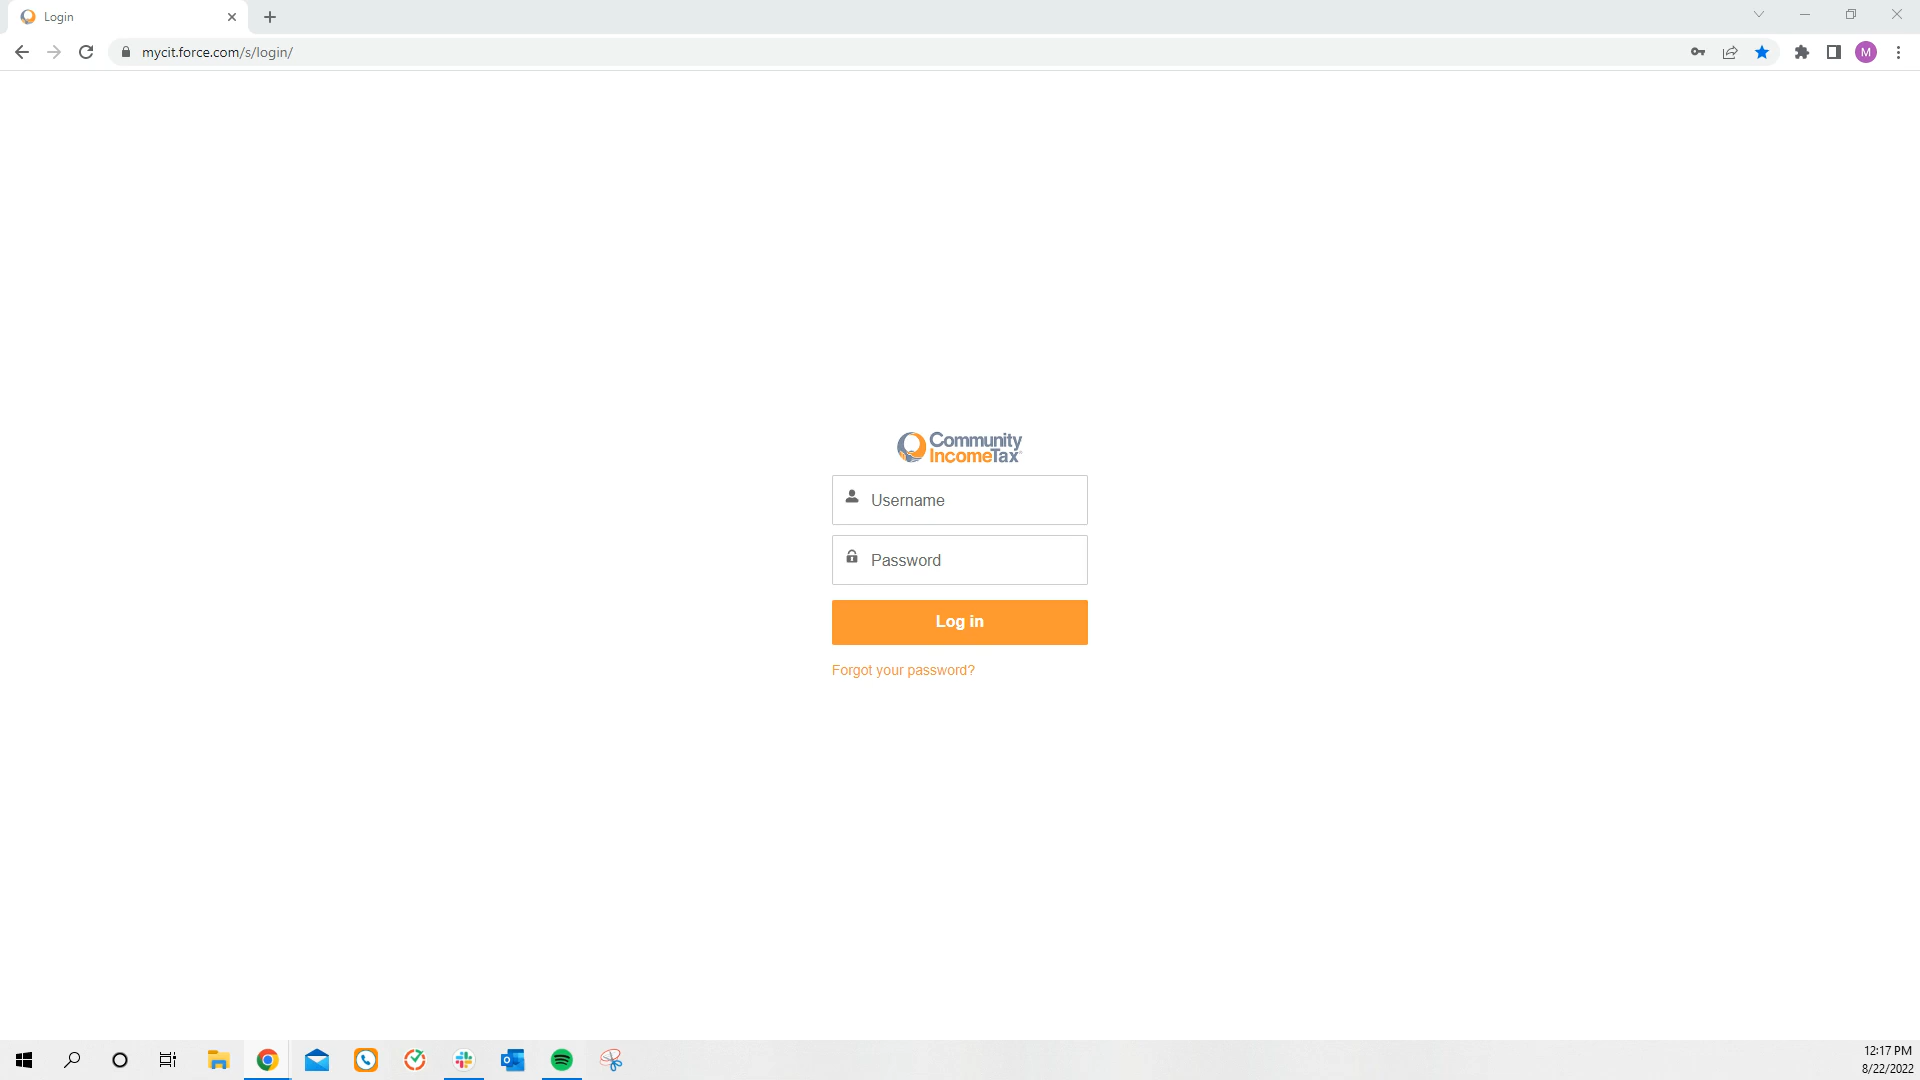 Login
mycit.force.com/s/login/
M
Community
IncomeTax
Username
Password
Log in
Forgot your password?
12:17 PM
8/22/2022